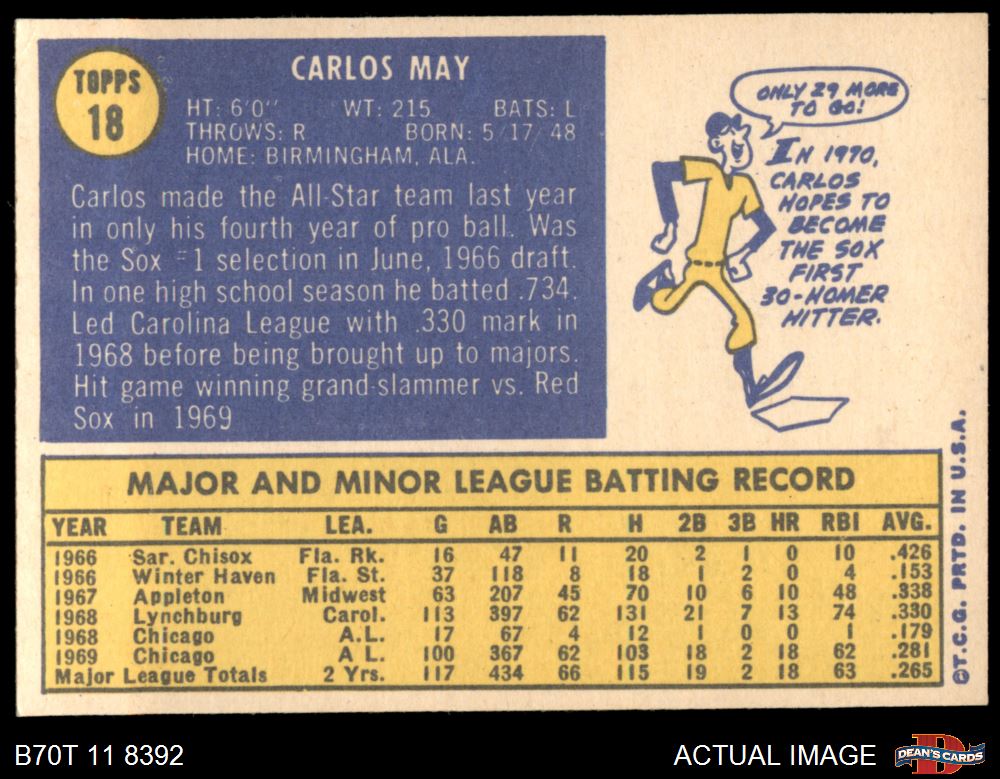 TOPPS
18
CARLOS MAY
HT: 6'0" WT: 215 BATS: L
THROWS: R BORN: 5 17 48
HOME: BIRMINGHAM, ALA.
Carlos made the All-Star team last year
in only his fourth year of pro ball. Was
the Sox #1 selection in June, 1966 draft.
In one high school season he batted .734.
Led Carolina League with .330 mark in
1968 before being brought up to majors.
Hit game winning grand-slammer vs. Red
Sox in 1969
ONLY 29 MORE
TO GO!
IN 1970,
CARLOS
HOPES TO
BECOME
THE SOX
FIRST
30-HOMER
HITTER.
MAJOR AND MINOR LEAGUE BATTING RECORD
YEAR TEAM LEA. G AB R H 2B 3B HR RBI AVG.
1966 Sar. Chisox Fla. Rk. 16 47 11 20 2 1 0 10 .426
1966 Winter Haven Fla. St. 37 118 8 18 1 2 0 4 .153
1967 Appleton Midwest 63 207 45 70 10 6 10 48 .338
1968 Lynchburg Carol. 113 397 62 131 21 7 13 74 .330
1968 Chicago A.L. 17 67 4 12 1 0 0 1 .179
1969 Chicago A L. 100 367 62 103 18 2 18 62 .281
Major League Totals 2 Yrs. 117 434 66 115 19 2 18 63 .265
©T.C.G. PRTD. IN U.S.A.
B70T 11 8392 ACTUAL IMAGE
DEAN'S CARDS